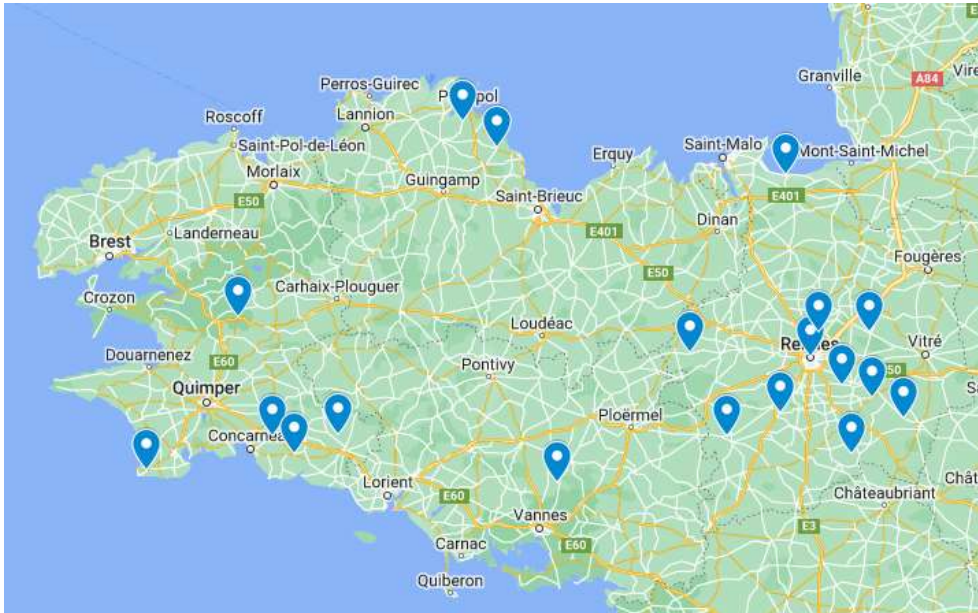 Granville
A84
Vire
Perros-Guirec
Lannion
Roscoff
Saint-Pol-de-Léon
Morlaix
Guingamp
Saint-Brieuc
Erquy
Saint-Malo
Mont-Saint-Michel
E401
Dinan
E401
E50
Landerneau
Brest
Crozon
Carhaix-Plouguer
E50
Fougères
Loudéac
Vitré
Douarnenez
E60
Pontivy
Quimper
Ploërmel
Lorient
E60
Vannes
Châteaubriant
E3
Carnac
E60
Quiberon